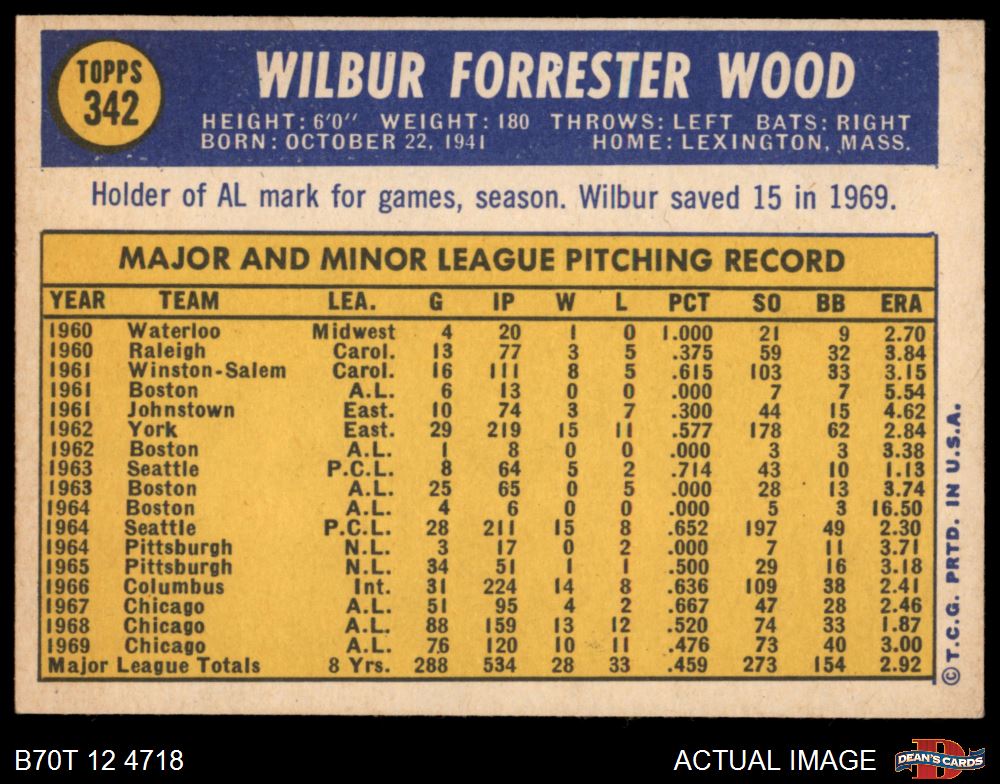 TOPPS
342
WILBUR FORRESTER WOOD
HEIGHT: 6'0" WEIGHT: 180 THROWS: LEFT BATS: RIGHT
BORN: OCTOBER 22, 1941 HOME: LEXINGTON, MASS.
Holder of AL mark for games, season. Wilbur saved 15 in 1969.
MAJOR AND MINOR LEAGUE PITCHING RECORD
YEAR TEAM LEA. G IP W L PCT SO BB ERA
1960 Waterloo Midwest 4 20 1 0 1.000 21 9 2.70
1960 Raleigh Carol. 13 77 3 5 .375 59 32 3.84
1961 Winston-Salem Carol. 16 111 8 5 .615 103 33 3.15
1961 Boston A.L. 6 13 0 0 .000 7 7 5.54
1961 Johnstown East. 10 74 3 7 .300 44 15 4.62
1962 York East. 29 219 15 11 .577 178 62 2.84
1962 Boston A.L. 1 8 0 0 .000 3 3 3.38
1963 Seattle P.C.L. 8 64 5 2 .714 43 10 1.13
1963 Boston A.L. 25 65 0 5 .000 28 13 3.74
1964 Boston A.L. 4 6 0 0 .000 5 3 16.50
1964 Seattle P.C.L. 28 211 15 8 .652 197 49 2.30
1964 Pittsburgh N.L. 3 17 0 2 .000 7 11 3.71
1965 Pittsburgh N.L. 34 51 1 1 .500 29 16 3.18
1966 Columbus Int. 31 224 14 8 .636 109 38 2.41
1967 Chicago A.L. 51 95 4 2 .667 47 28 2.46
1968 Chicago A.L. 88 159 13 12 .520 74 33 1.87
1969 Chicago A.L. 76 120 10 11 .476 73 40 3.00
Major League Totals 8 Yrs. 288 534 28 33 .459 273 154 2.92
© T.C.G. PRTD. IN U.S.A.
B70T 12 4718 ACTUAL IMAGE
DEAN'S CARDS